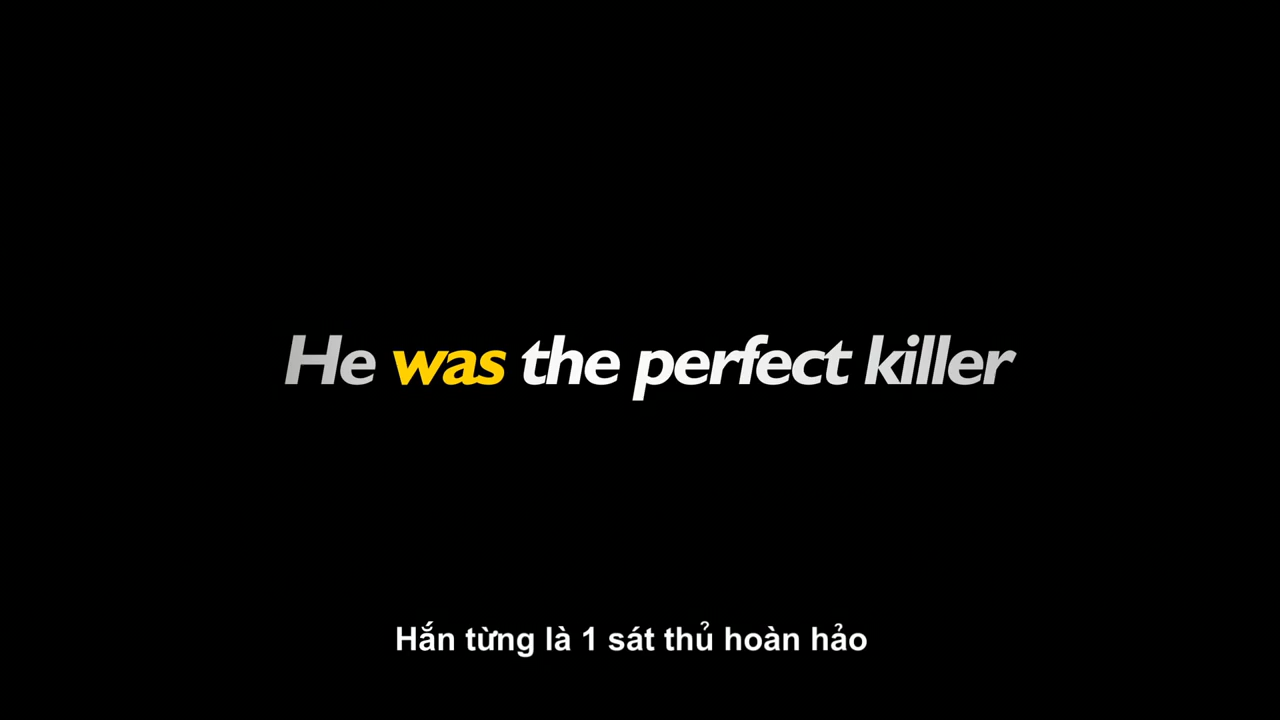 He was the perfect killer
Hắn từng là 1 sát thủ hoàn hảo